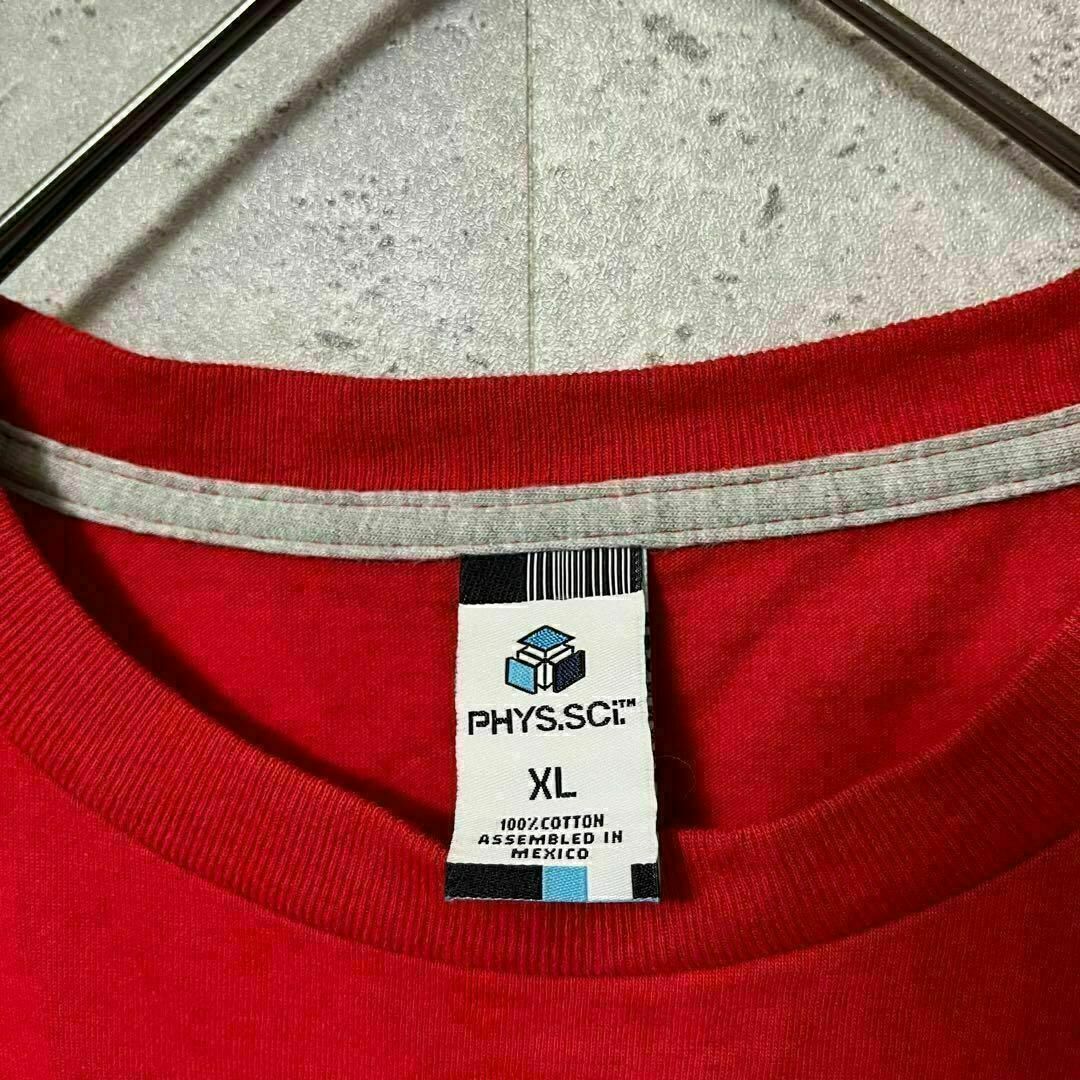 PHYS.SCi.™
XL
100% COTTON
ASSEMBLED IN
MEXICO